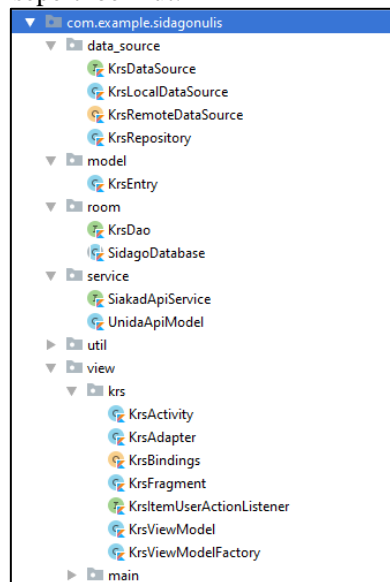 com.example.sidagonulis
data_source
KrsDataSource
KrsLocalDataSource
KrsRemoteDataSource
KrsRepository
model
KrsEntry
room
KrsDao
SidagoDatabase
service
SiakadApiService
UnidaApiModel
util
view
krs
KrsActivity
KrsAdapter
KrsBindings
KrsFragment
KrsItemUserActionListener
KrsViewModel
KrsViewModelFactory
main